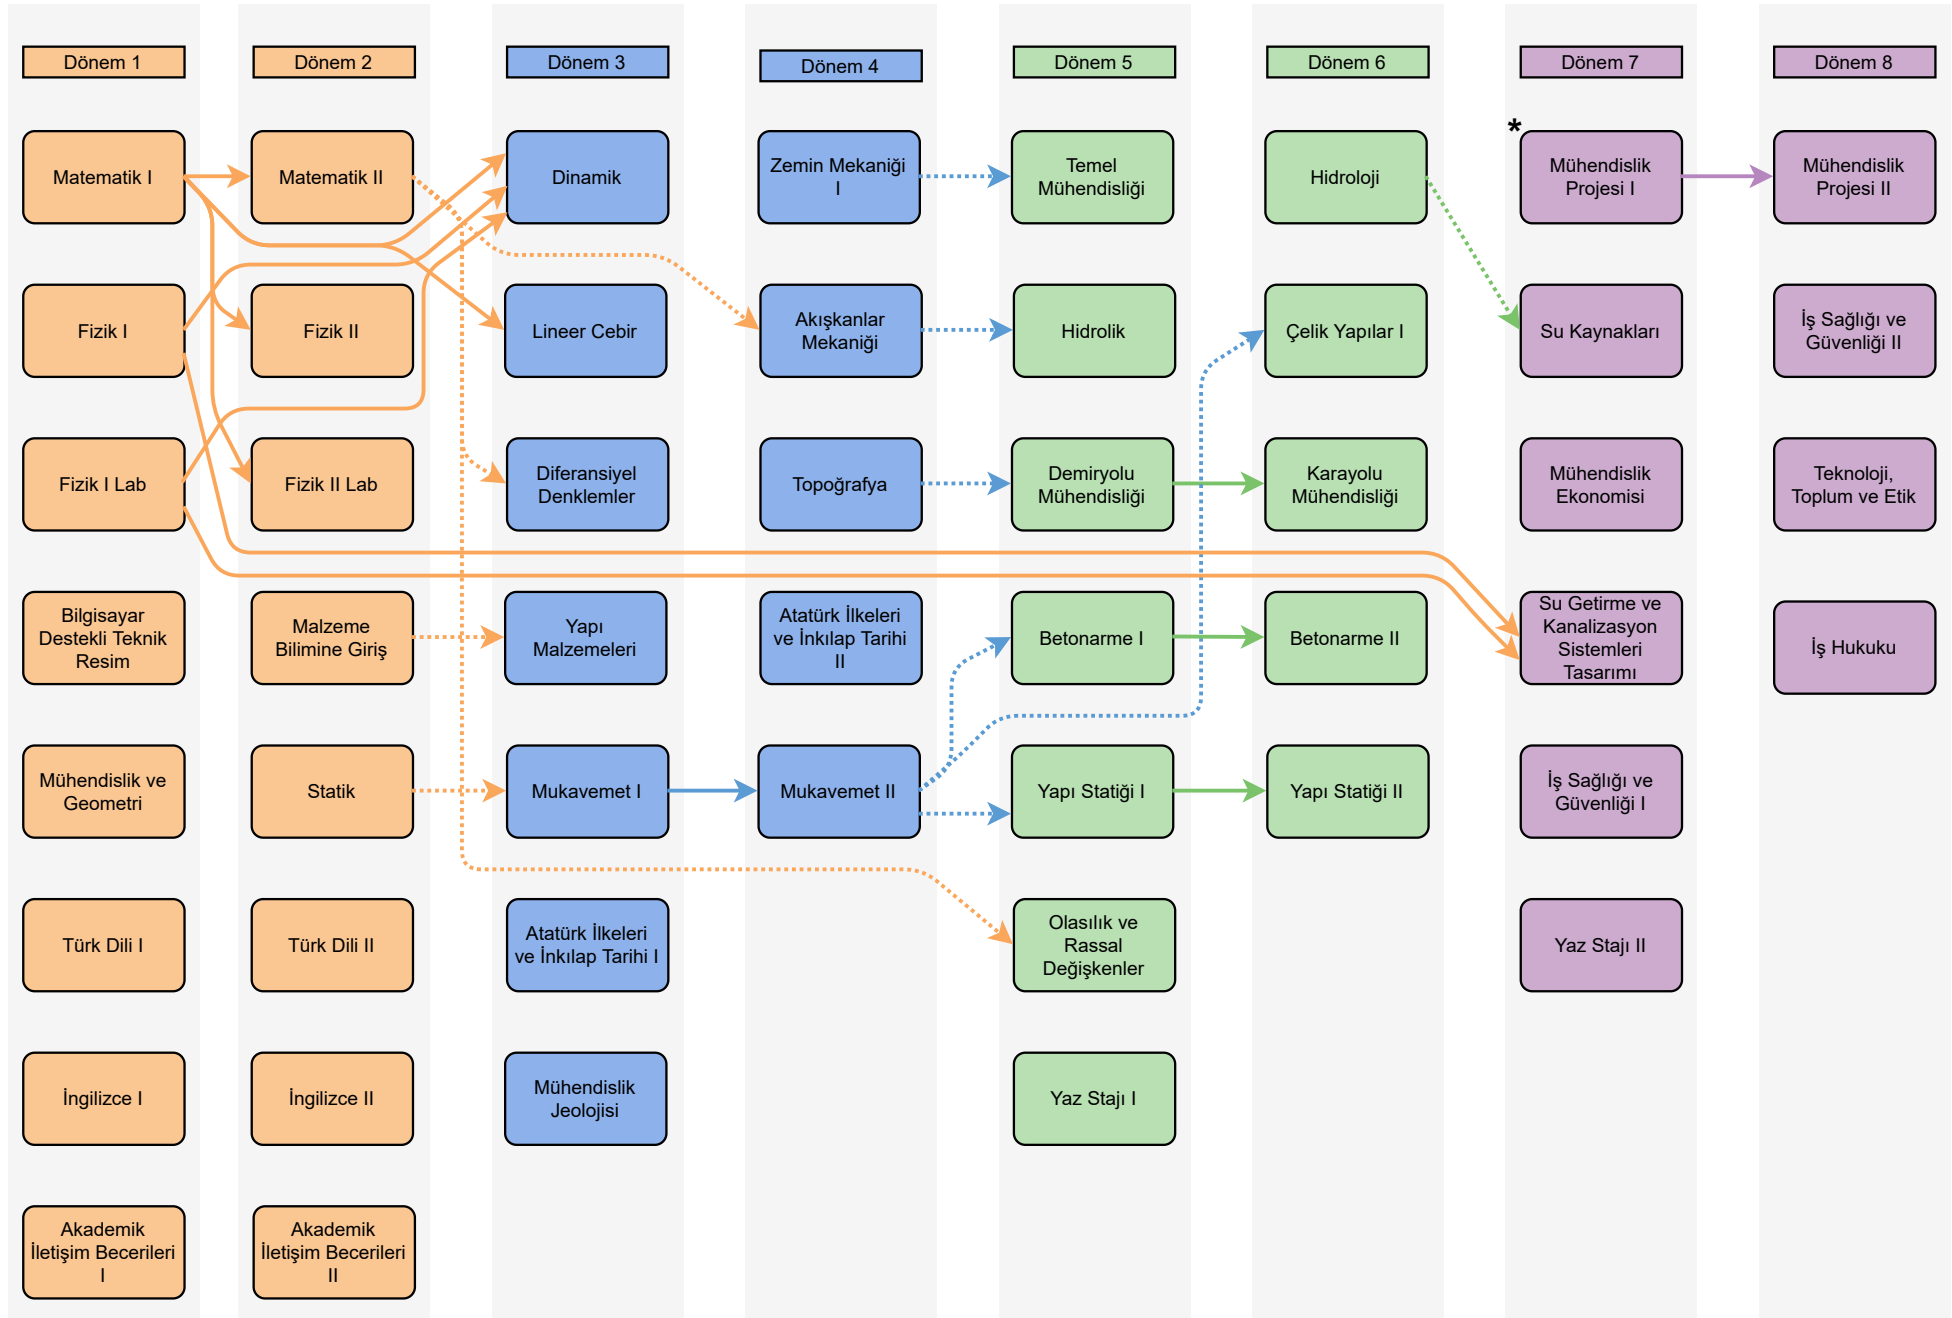 Dönem 1
Dönem 2
Dönem 3
Dönem 4
Dönem 5
Dönem 6
Dönem 7
Dönem 8
Matematik I
Matematik II
Dinamik
Zemin Mekaniği
I
Temel
Mühendisliği
Hidroloji
*
Mühendislik
Projesi I
Mühendislik
Projesi II
Fizik I
Fizik II
Lineer Cebir
Akışkanlar
Mekaniği
Hidrolik
Çelik Yapılar I
Su Kaynakları
İş Sağlığı ve
Güvenliği II
Fizik I Lab
Fizik II Lab
Diferansiyel
Denklemler
Topoğrafya
Demiryolu
Mühendisliği
Karayolu
Mühendisliği
Mühendislik
Ekonomisi
Teknoloji,
Toplum ve Etik
Bilgisayar
Destekli Teknik
Resim
Malzeme
Bilimine Giriş
Yapı
Malzemeleri
Atatürk İlkeleri
ve İnkılap Tarihi
II
Betonarme I
Betonarme II
Su Getirme ve
Kanalizasyon
Sistemleri
Tasarımı
İş Hukuku
Mühendislik ve
Geometri
Statik
Mukavemet I
Mukavemet II
Yapı Statiği I
Yapı Statiği II
İş Sağlığı ve
Güvenliği I
Türk Dili I
Türk Dili II
Atatürk İlkeleri
ve İnkılap Tarihi I
Olasılık ve
Rassal
Değişkenler
Yaz Stajı II
İngilizce I
İngilizce II
Mühendislik
Jeolojisi
Yaz Stajı I
Akademik
İletişim Becerileri
I
Akademik
İletişim Becerileri
II